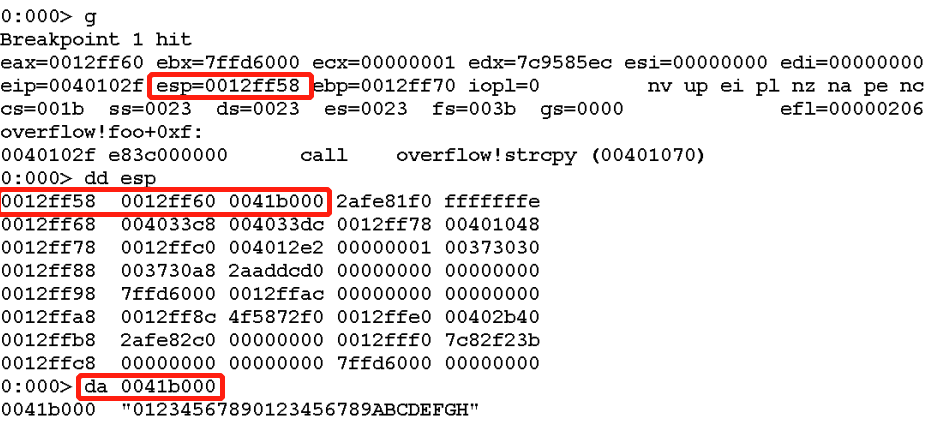 0:000> g
Breakpoint 1 hit
eax=0012ff60 ebx=7ffd6000 ecx=00000001 edx=7c9585ec esi=00000000 edi=00000000
eip=0040102f esp=0012ff58 ebp=0012ff70 iopl=0 nv up ei pl nz na pe nc
cs=001b ss=0023 ds=0023 es=0023 fs=003b gs=0000 efl=00000206
overflow!foo+0xf:
0040102f e83c000000 call overflow!strcpy (00401070)
0:000> dd esp
0012ff58 0012ff60 0041b000 2afe81f0 fffffffe
0012ff68 004033c8 004033dc 0012ff78 00401048
0012ff78 0012ffc0 004012e2 00000001 00373030
0012ff88 003730a8 2aaddcd0 00000000 00000000
0012ff98 7ffd6000 0012ffac 00000000 00000000
0012ffa8 0012ff8c 4f5872f0 0012ffe0 00402b40
0012ffb8 2afe82c0 00000000 0012fff0 7c82f23b
0012ffc8 00000000 00000000 7ffd6000 00000000
0:000> da 0041b000
0041b000 "01234567890123456789ABCDEFGH"